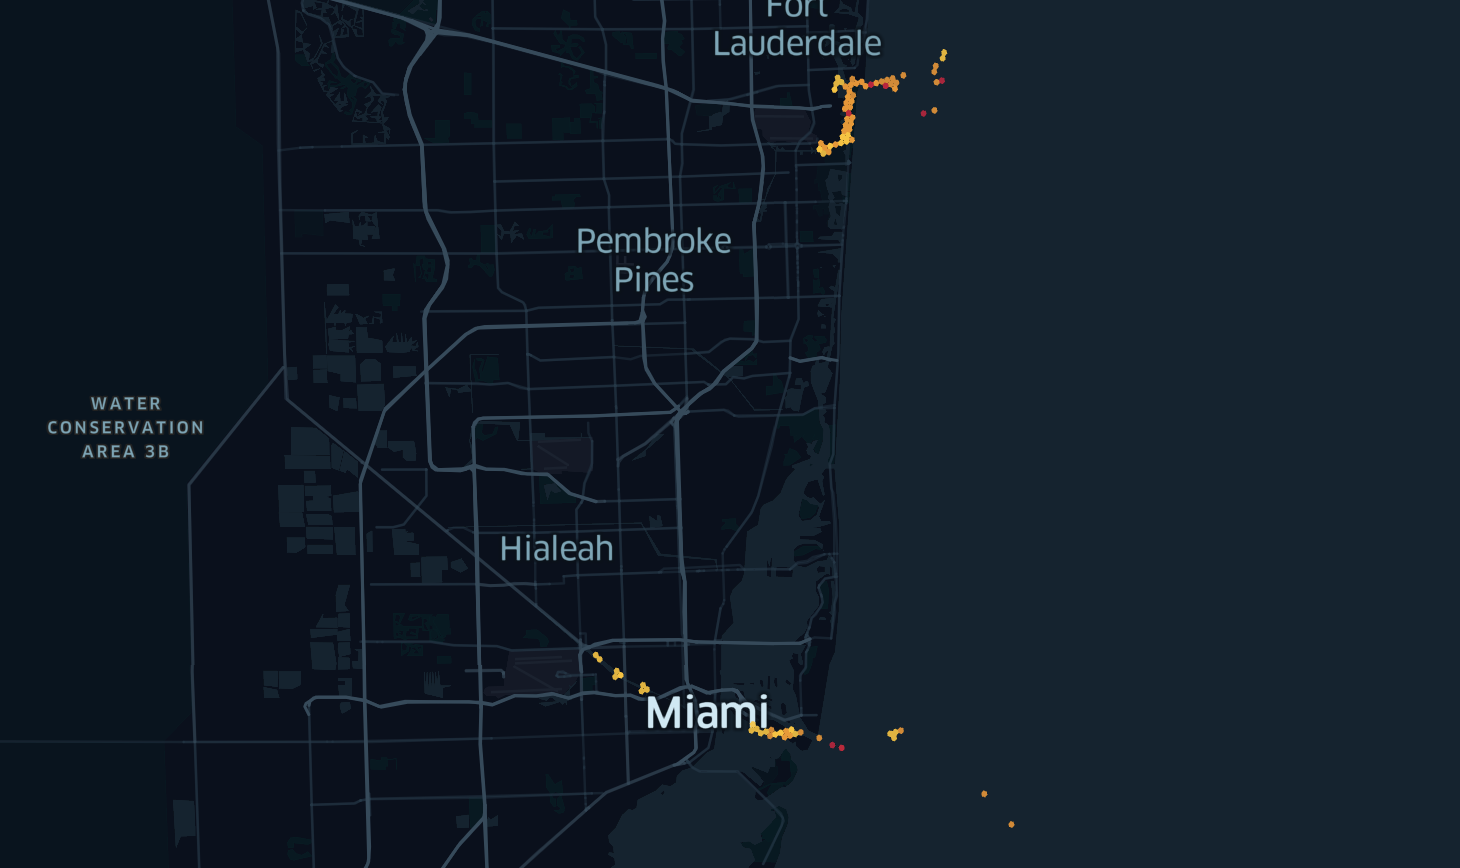 Fort
Lauderdale
Pembroke
Pines
WATER
CONSERVATION
AREA 3B
Hialeah
Miami